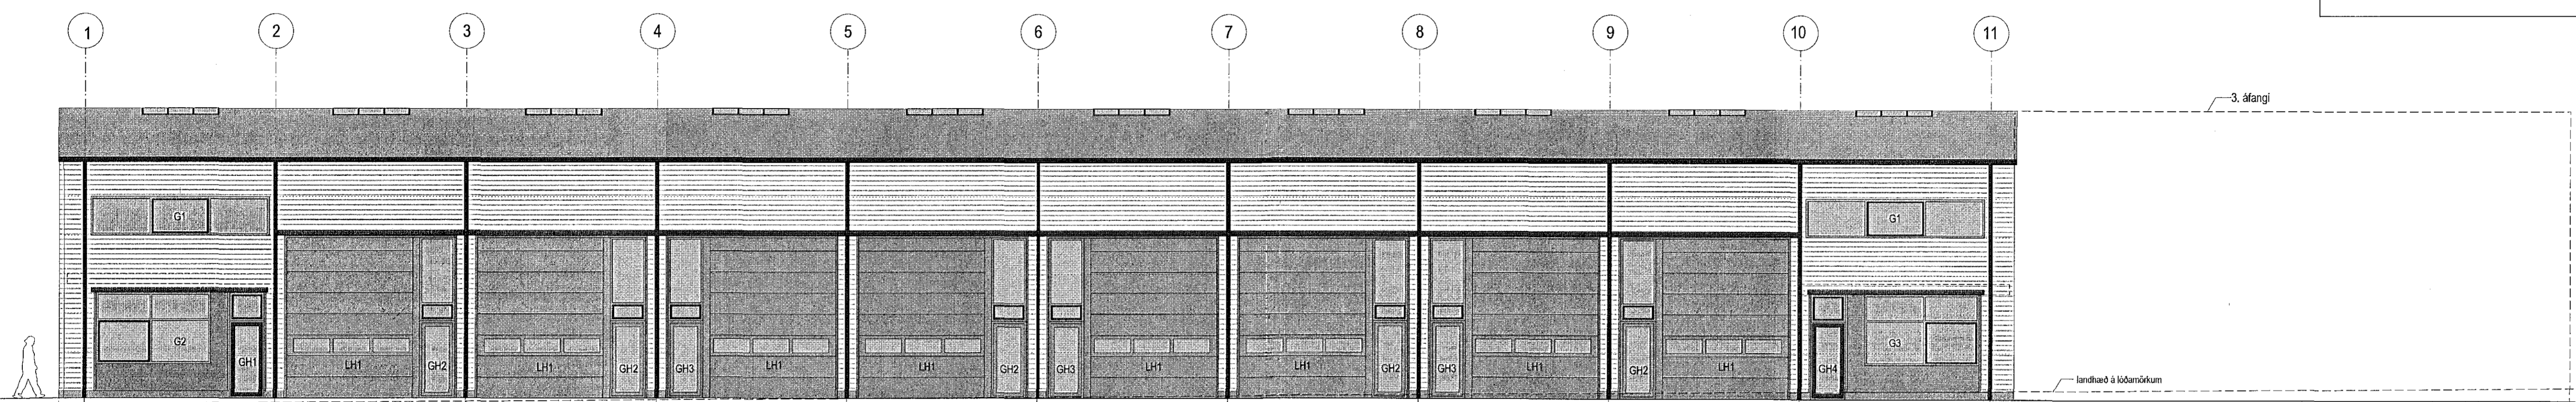 1 2 3 4 5 6 7 8 9 10 11
3. áfangi
G1 G1
G2 GH1 LH1 GH2 LH1 GH2 GH3 LH1 LH1 GH2 GH3 LH1 LH1 GH2 GH3 LH1 GH2 LH1 GH4 G3
landhæð á lóðamörkum